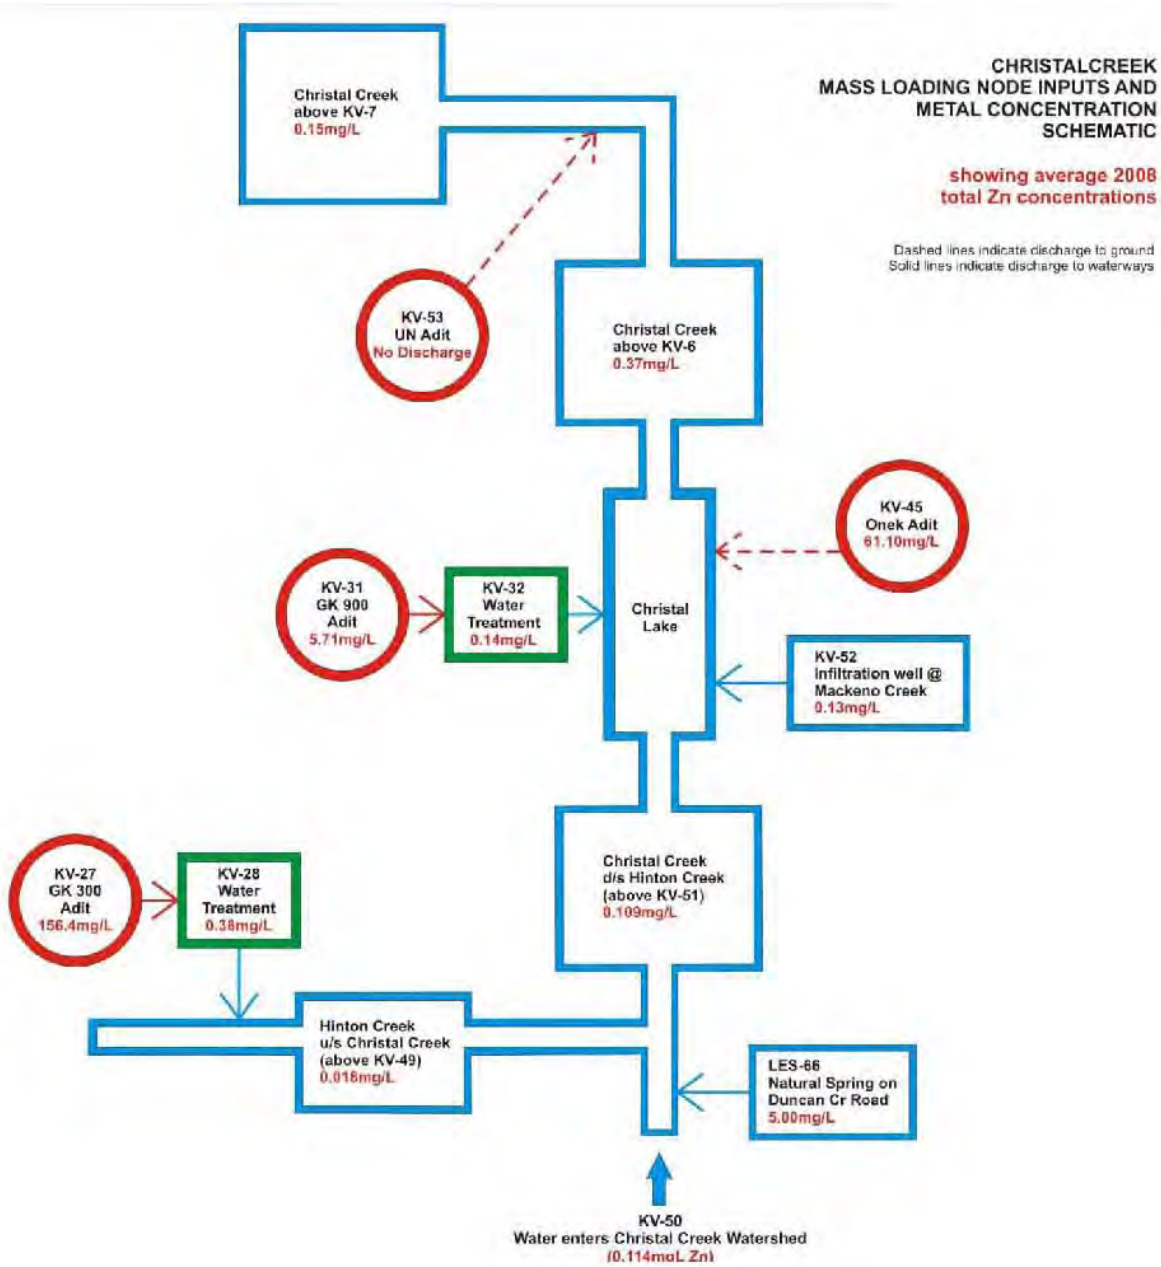 CHRISTALCREEK
MASS LOADING NODE INPUTS AND
METAL CONCENTRATION
SCHEMATIC
showing average 2008
total Zn concentrations
Dashed lines indicate discharge to ground
Solid lines indicate discharge to waterways
Christal Creek
above KV-7
0.15mg/L
KV-53
UN Adit
No Discharge
Christal Creek
above KV-6
0.37mg/L
KV-45
Onek Adit
61.10mg/L
KV-31
GK 900
Adit
5.71mg/L
KV-32
Water
Treatment
0.14mg/L
Christal
Lake
KV-52
Infiltration well @
Mackeno Creek
0.13mg/L
Christal Creek
d/s Hinton Creek
(above KV-51)
0.109mg/L
KV-27
GK 300
Adit
156.4mg/L
KV-28
Water
Treatment
0.38mg/L
Hinton Creek
u/s Christal Creek
(above KV-49)
0.018mg/L
LES-66
Natural Spring on
Duncan Cr Road
5.00mg/L
KV-50
Water enters Christal Creek Watershed
(0.114mgL Zn)